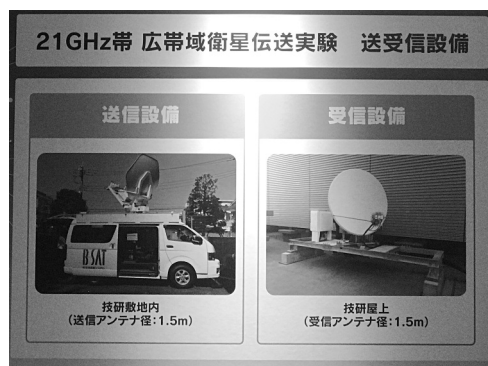 21GHz帯 広帯域衛星伝送実験　送受信設備
送信設備
受信設備
B-SAT
技研敷地内
(送信アンテナ径：1.5m)
技研屋上
(受信アンテナ径：1.5m)